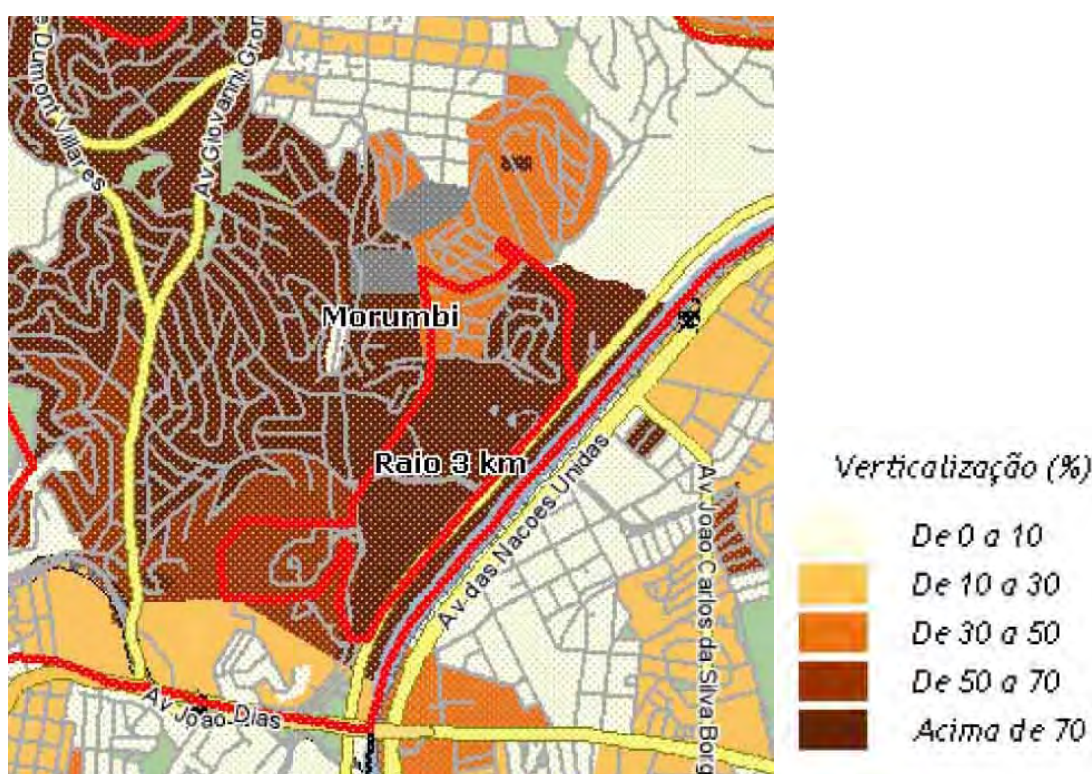 Dumont Villares
Av Giovanni Gron
Morumbi
Raio 3 km
Av das Nacoes Unidas
Av Joao Carlos da Silva Borg
Av Joao Dias
Verticalização (%)
De 0 a 10
De 10 a 30
De 30 a 50
De 50 a 70
Acima de 70